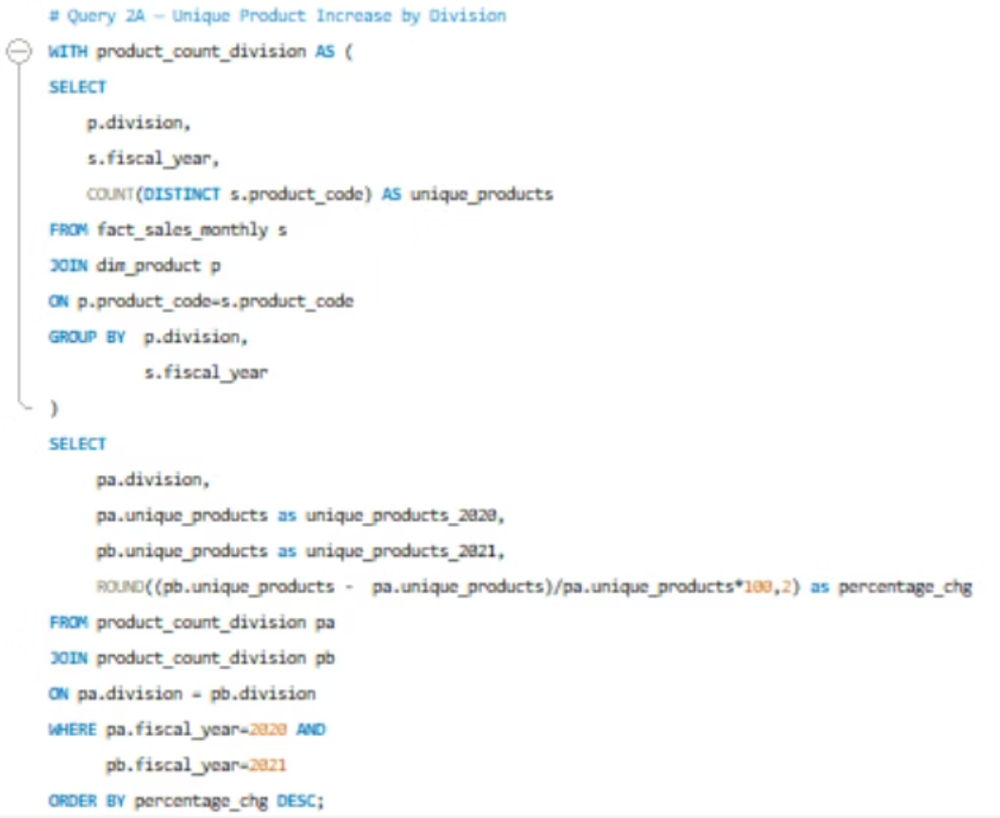 # Query 2A – Unique Product Increase by Division
WITH product_count_division AS (
SELECT
p.division,
s.fiscal_year,
COUNT(DISTINCT s.product_code) AS unique_products
FROM fact_sales_monthly s
JOIN dim_product p
ON p.product_code=s.product_code
GROUP BY p.division,
s.fiscal_year
)
SELECT
pa.division,
pa.unique_products as unique_products_2020,
pb.unique_products as unique_products_2021,
ROUND((pb.unique_products - pa.unique_products)/pa.unique_products*100,2) as percentage_chg
FROM product_count_division pa
JOIN product_count_division pb
ON pa.division = pb.division
WHERE pa.fiscal_year=2020 AND
pb.fiscal_year=2021
ORDER BY percentage_chg DESC;